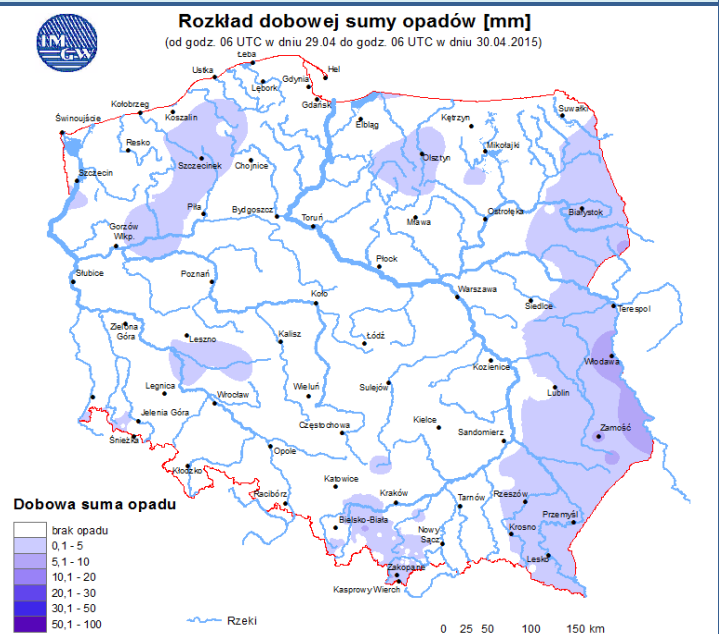 IM
GW
Rozkład dobowej sumy opadów [mm]
(od godz. 06 UTC w dniu 29.04 do godz. 06 UTC w dniu 30.04.2015)
Łeba
Ustka
Hel
Gdynia
Lębork
Gdańsk
Kołobrzeg
Koszalin
Świnoujście
Elbląg
Kętrzyn
Suwałki
Resko
Szczecinek
Chojnice
Olsztyn
Mikołajki
Szczecin
Piła
Bydgoszcz
Toruń
Mława
Ostrołęka
Białystok
Gorzów
Wlkp.
Płock
Słubice
Poznań
Koło
Warszawa
Siedlce
Terespol
Zielona
Góra
Leszno
Kalisz
Łódź
Kozienice
Włodawa
Legnica
Wrocław
Wieluń
Sulejów
Lublin
Jelenia Góra
Śnieżka
Częstochowa
Kielce
Sandomierz
Zamość
Opole
Kłodzko
Katowice
Racibórz
Kraków
Tarnów
Rzeszów
Bielsko-Biała
Przemyśl
Nowy
Sącz
Krosno
Lesko
Zakopane
Kasprowy Wierch
Dobowa suma opadu
brak opadu
0,1 - 5
5,1 - 10
10,1 - 20
20,1 - 30
30,1 - 50
50,1 - 100
Rzeki
0 25 50 100 150 km